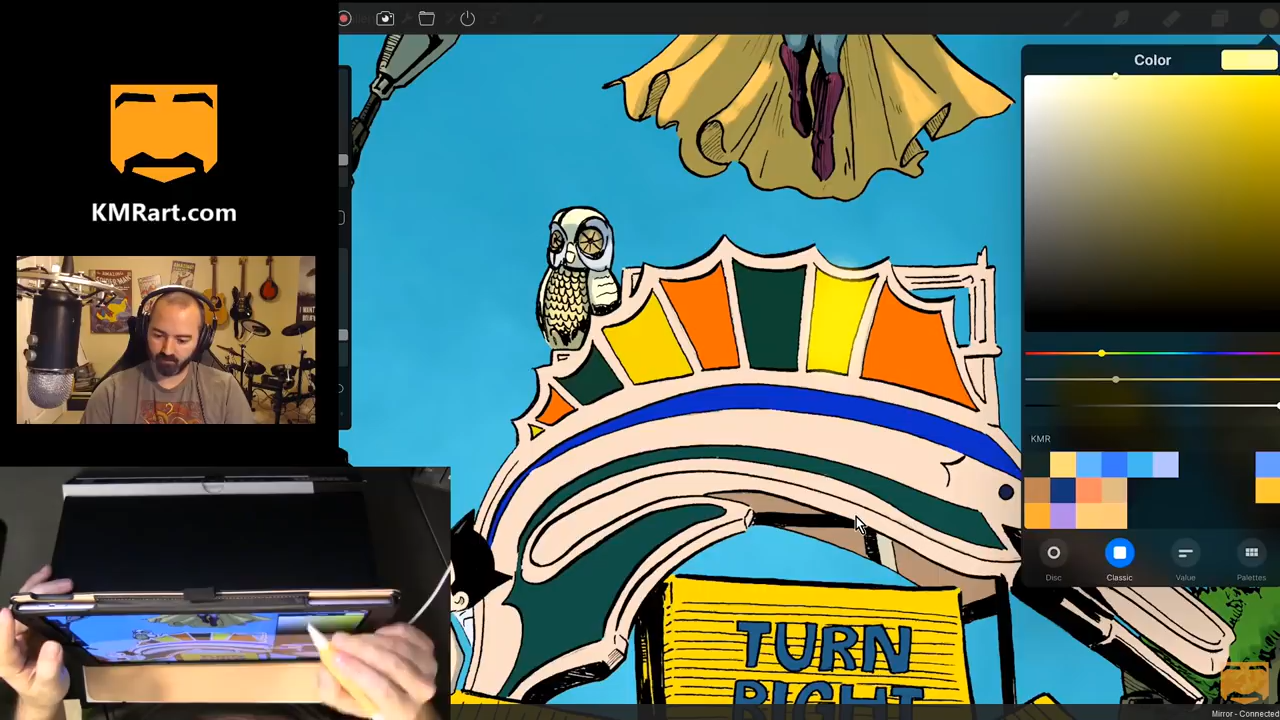 Color
KMRart.com
KMR
Disc
Classic
Value
Palettes
TURN
RIGHT
Mirror - Connected